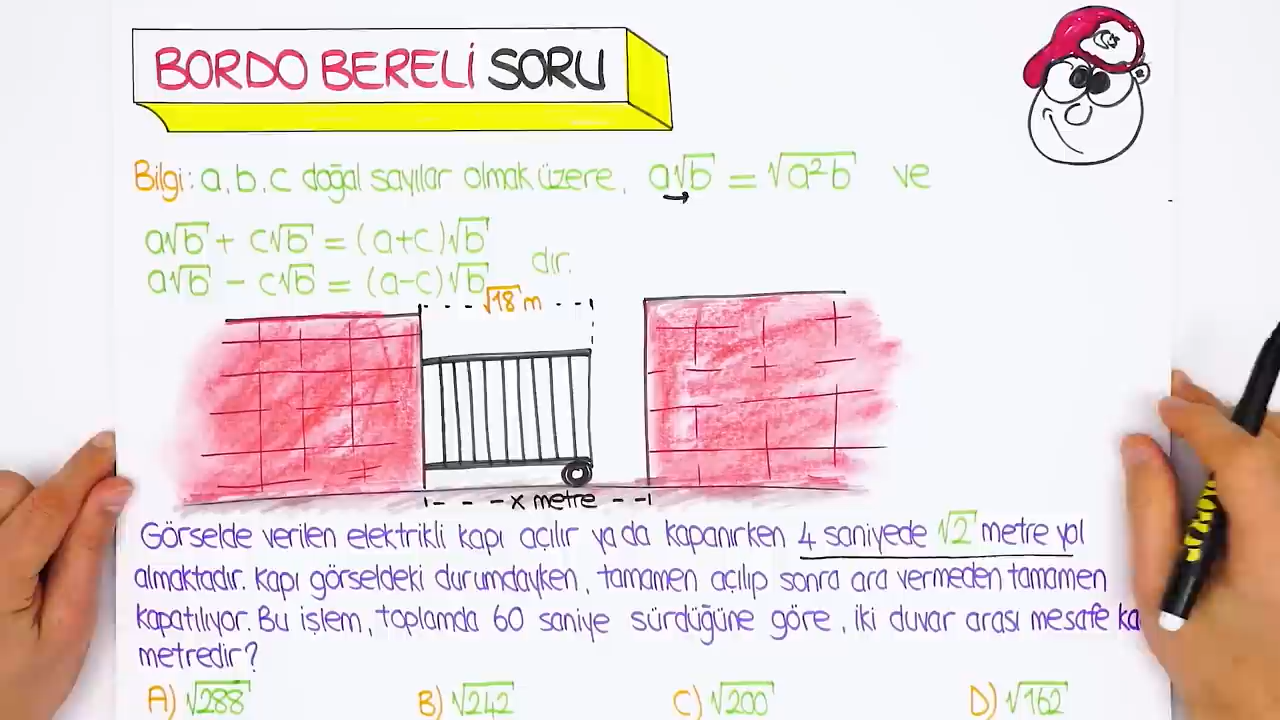 BORDO BERELİ SORU
Bilgi: a, b, c doğal sayılar olmak üzere, a√b = √a²b ve
a√b + c√b = (a+c)√b
a√b - c√b = (a-c)√b dır.
√18 m
x metre
Görselde verilen elektrikli kapı açılır ya da kapanırken 4 saniyede √2 metre yol
almaktadır. Kapı görseldeki durumdayken, tamamen açılıp sonra ara vermeden tamamen
kapatılıyor. Bu işlem, toplamda 60 saniye sürdüğüne göre, iki duvar arası mesafe ka
metredir?
A) √288 B) √242 C) √200 D) √162